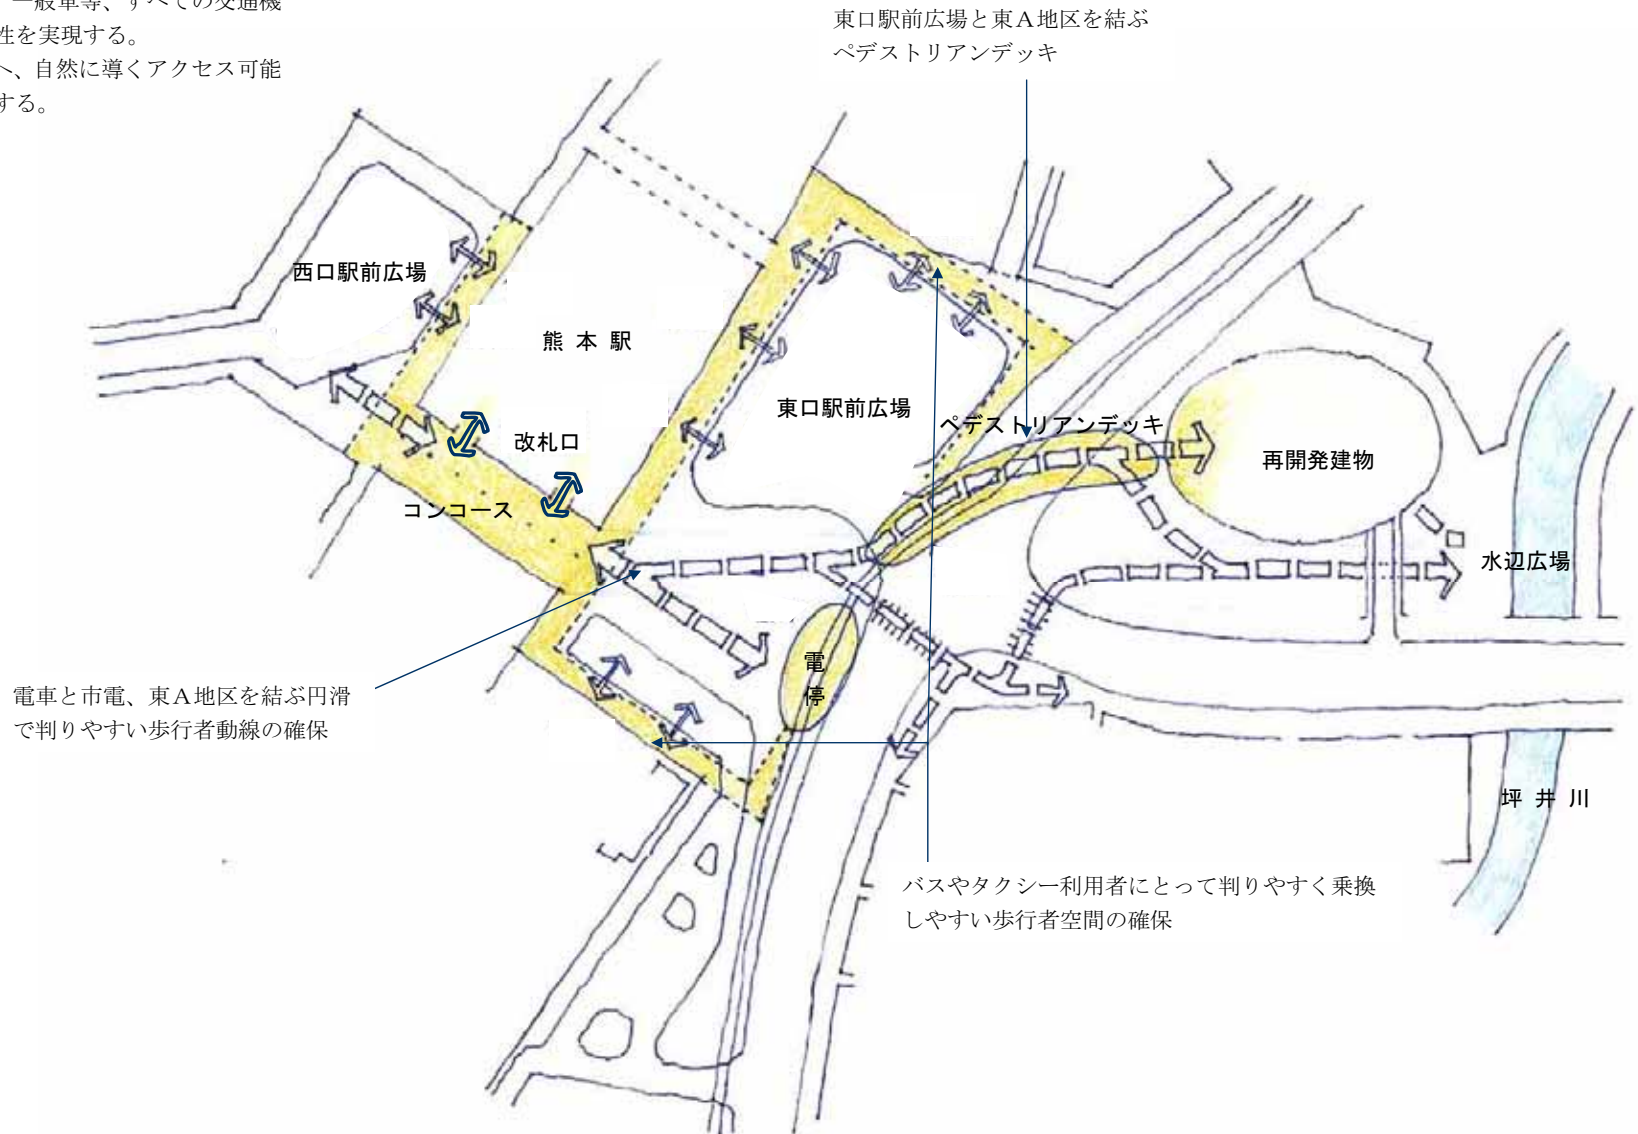 一般車等、すべての交通機
性を実現する。
へ、自然に導くアクセス可能
する。
東口駅前広場と東A地区を結ぶ
ペデストリアンデッキ
西口駅前広場
熊本駅
東口駅前広場
ペデストリアンデッキ
改札口
再開発建物
コンコース
水辺広場
電停
電車と市電、東A地区を結ぶ円滑
で判りやすい歩行者動線の確保
坪井川
バスやタクシー利用者にとって判りやすく乗換
しやすい歩行者空間の確保